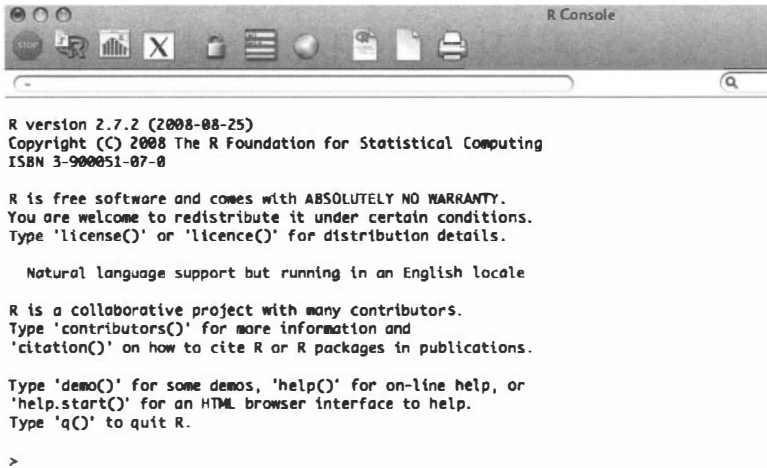 R Console
STOP
R
X
~
R version 2.7.2 (2008-08-25)
Copyright (C) 2008 The R Foundation for Statistical Computing
ISBN 3-900051-07-0
R is free software and comes with ABSOLUTELY NO WARRANTY.
You are welcome to redistribute it under certain conditions.
Type 'license()' or 'licence()' for distribution details.
Natural language support but running in an English locale
R is a collaborative project with many contributors.
Type 'contributors()' for more information and
'citation()' on how to cite R or R packages in publications.
Type 'demo()' for some demos, 'help()' for on-line help, or
'help.start()' for an HTML browser interface to help.
Type 'q()' to quit R.
>